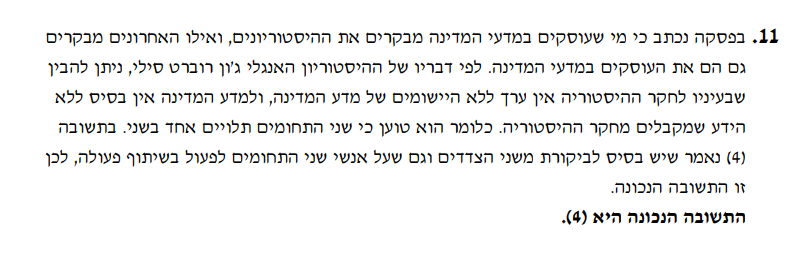 11. בפסקה נכתב כי מי שעוסקים במדעי המדינה מבקרים את ההיסטוריונים, ואילו האחרונים מבקרים
גם הם את העוסקים במדעי המדינה. לפי דבריו של ההיסטוריון האנגלי ג'ון רוברט סילי, ניתן להבין
שבעיניו לחקר ההיסטוריה אין ערך ללא היישומים של מדע המדינה, ולמדע המדינה אין בסיס ללא
הידע שמקבלים מחקר ההיסטוריה. כלומר הוא טוען כי שני התחומים תלויים אחד בשני. בתשובה
(4) נאמר שיש בסיס לביקורת משני הצדדים וגם שעל אנשי שני התחומים לפעול בשיתוף פעולה, לכן
זו התשובה הנכונה.
התשובה הנכונה היא (4).